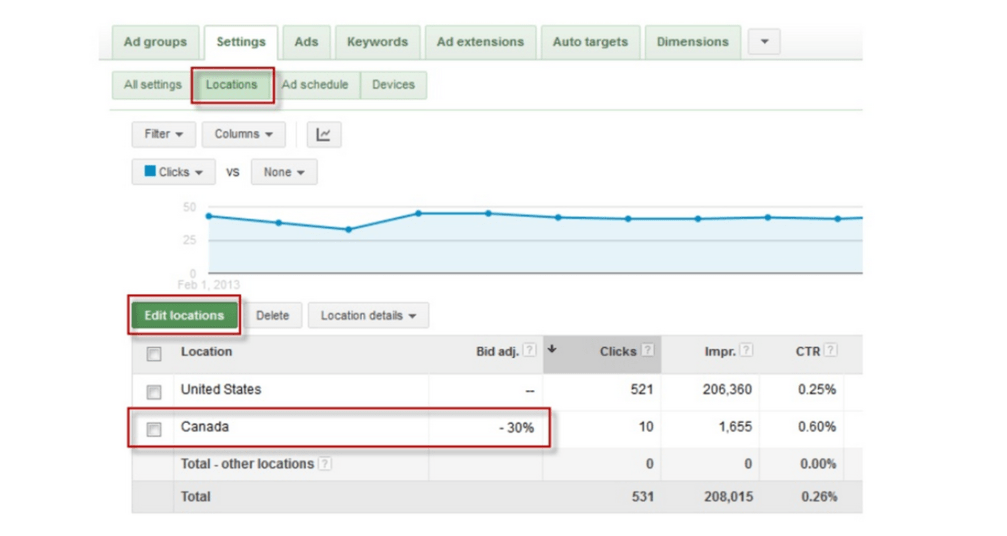 Ad groups Settings Ads Keywords Ad extensions Auto targets Dimensions
All settings Locations Ad schedule Devices
Filter Columns
Clicks VS None
50
25
0
Feb 1, 2013
Edit locations Delete Location details
Location Bid adj. ? Clicks ? Impr. ? CTR ?
United States -- 521 206,360 0.25%
Canada - 30% 10 1,655 0.60%
Total - other locations ? 0 0 0.00%
Total 531 208,015 0.26%